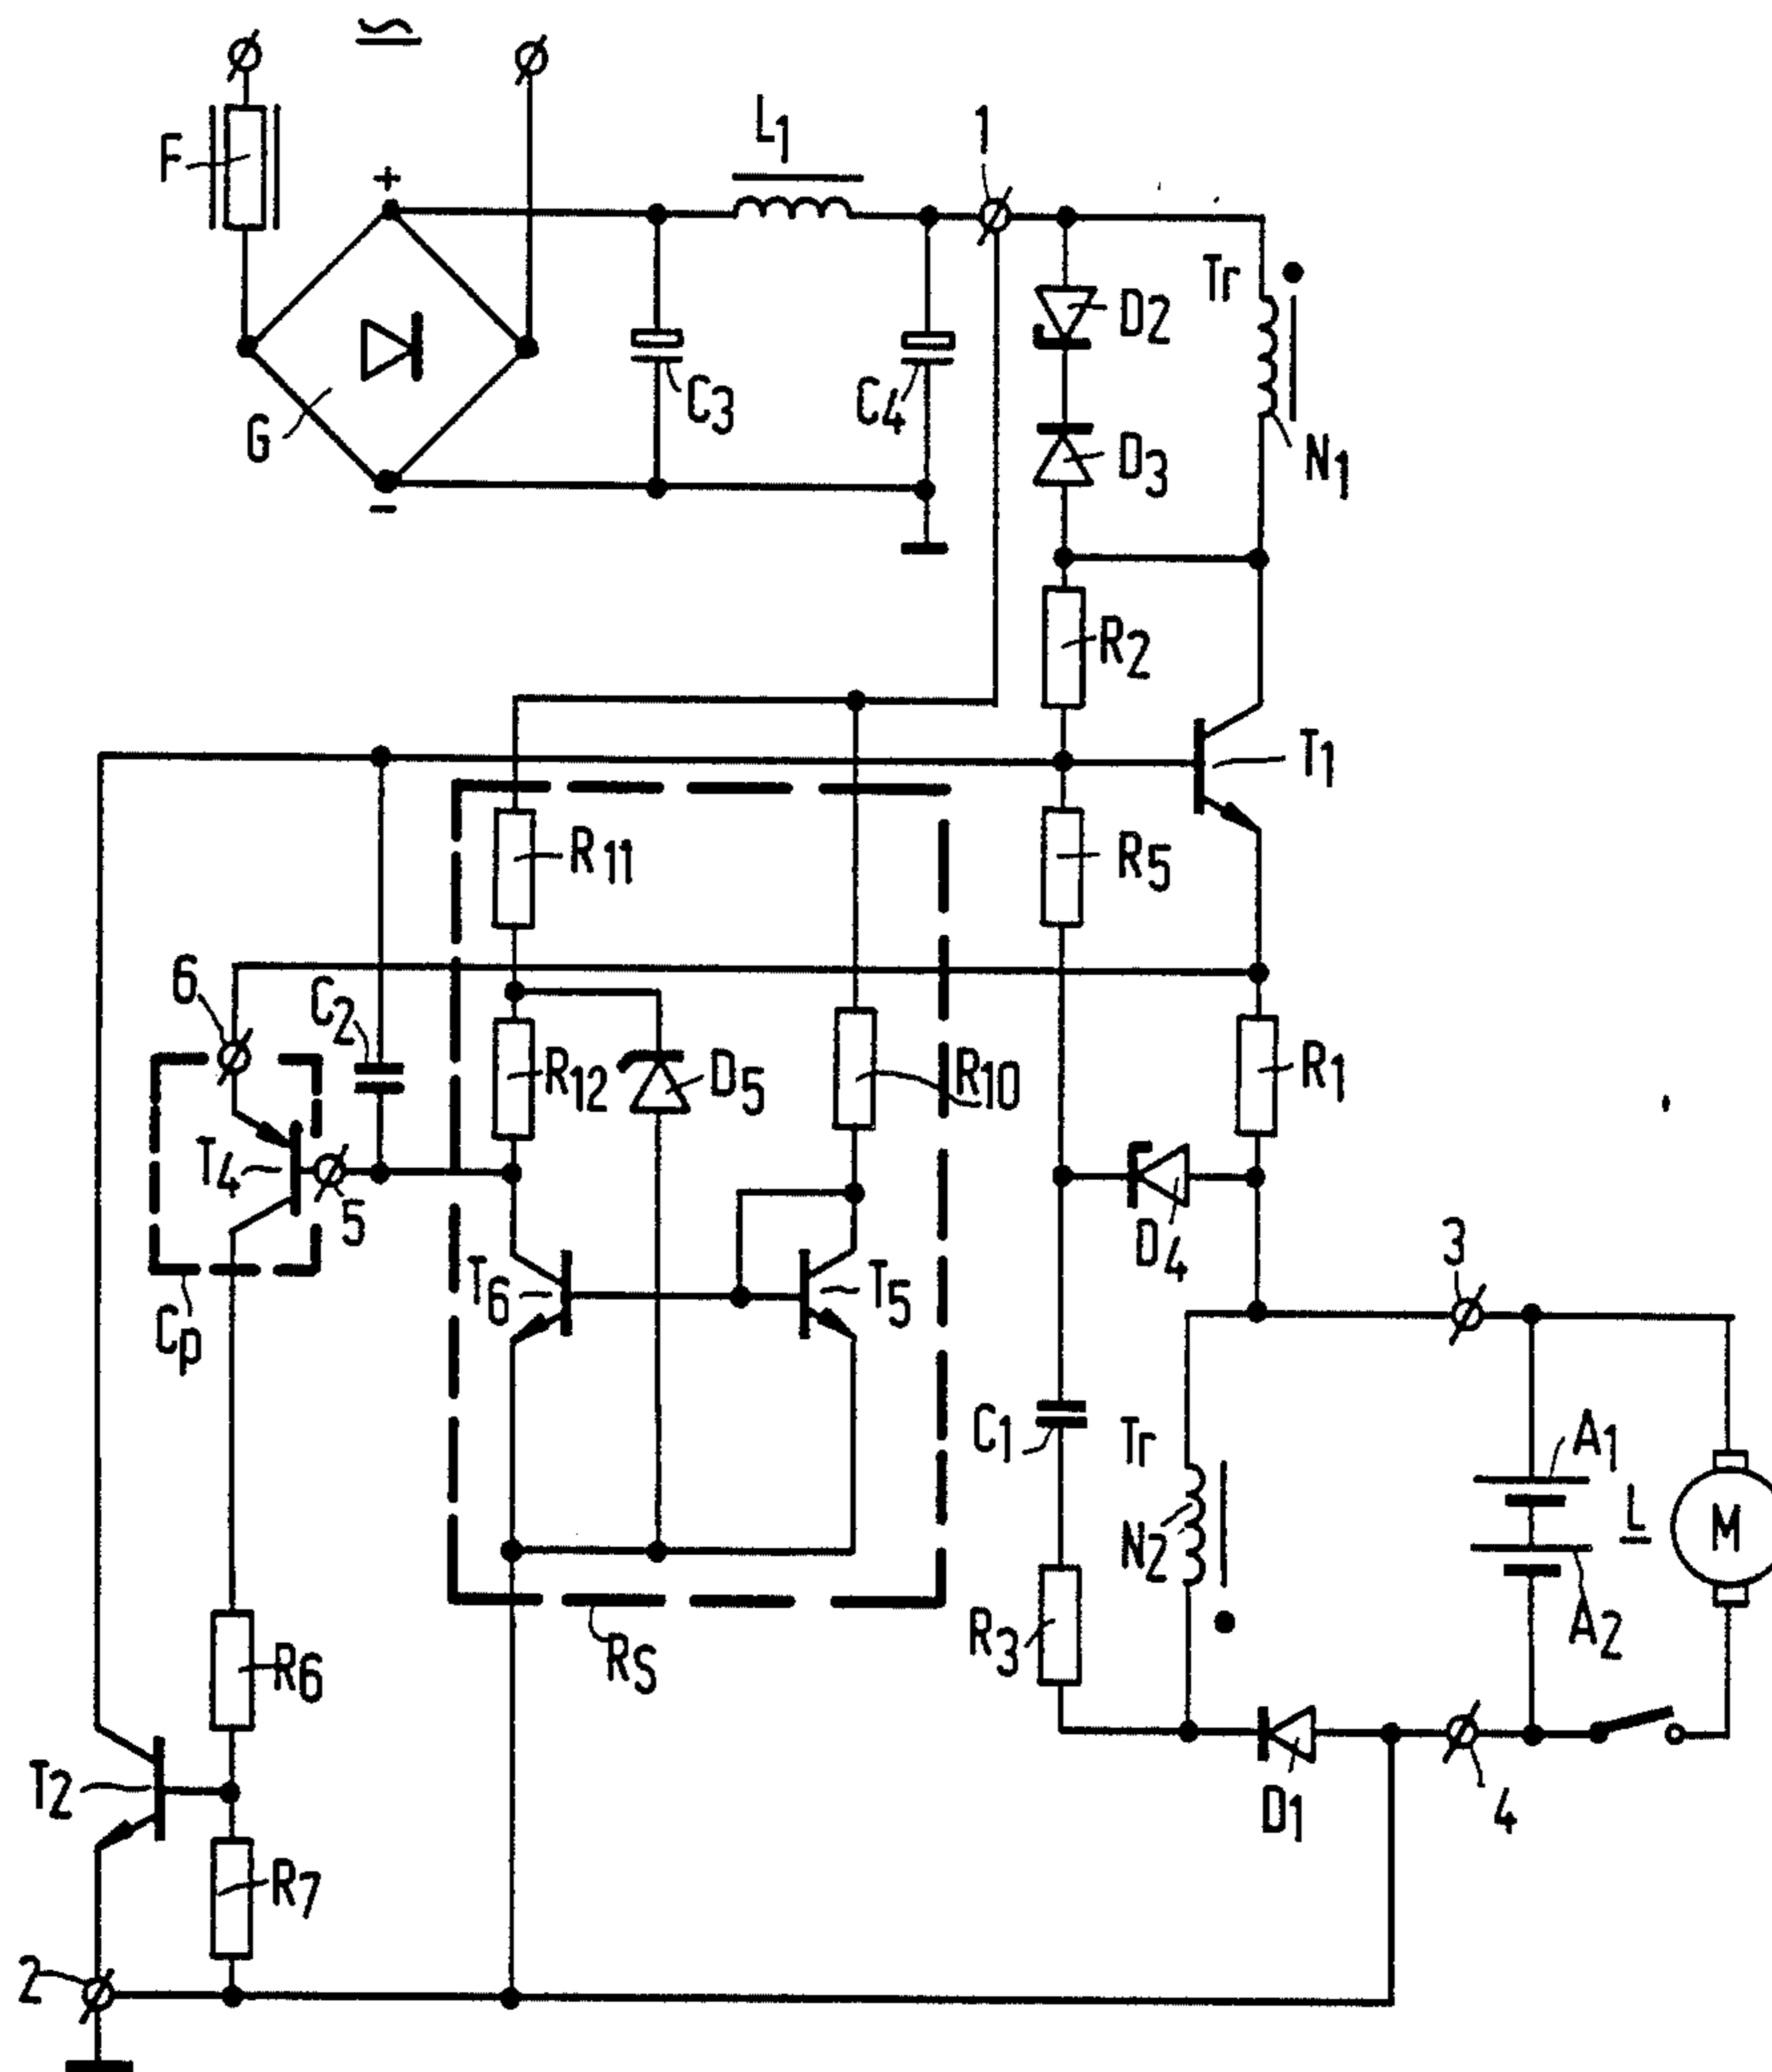 F
+
L1
1
G
-
C3
C4
D2
D3
Tr
N1
R2
T1
R11
R5
6
C2
R12
D5
R10
R1
T4
5
Cp
T6
T5
D4
3
C1
Tr
N2
A1
L
M
A2
R3
RS
R6
T2
R7
D1
4
2